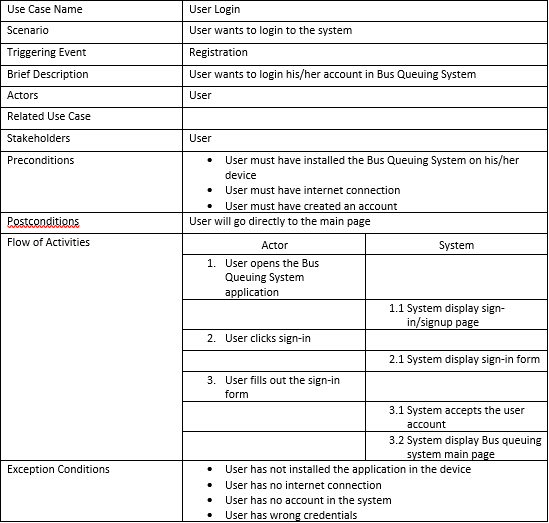 Use Case Name User Login
Scenario User wants to login to the system
Triggering Event Registration
Brief Description User wants to login his/her account in Bus Queuing System
Actors User
Related Use Case
Stakeholders User
Preconditions • User must have installed the Bus Queuing System on his/her
device
• User must have internet connection
• User must have created an account
Postconditions User will go directly to the main page
Flow of Activities Actor System
1. User opens the Bus
Queuing System
application
1.1 System display sign-
in/signup page
2. User clicks sign-in
2.1 System display sign-in form
3. User fills out the sign-in
form
3.1 System accepts the user
account
3.2 System display Bus queuing
system main page
Exception Conditions • User has not installed the application in the device
• User has no internet connection
• User has no account in the system
• User has wrong credentials